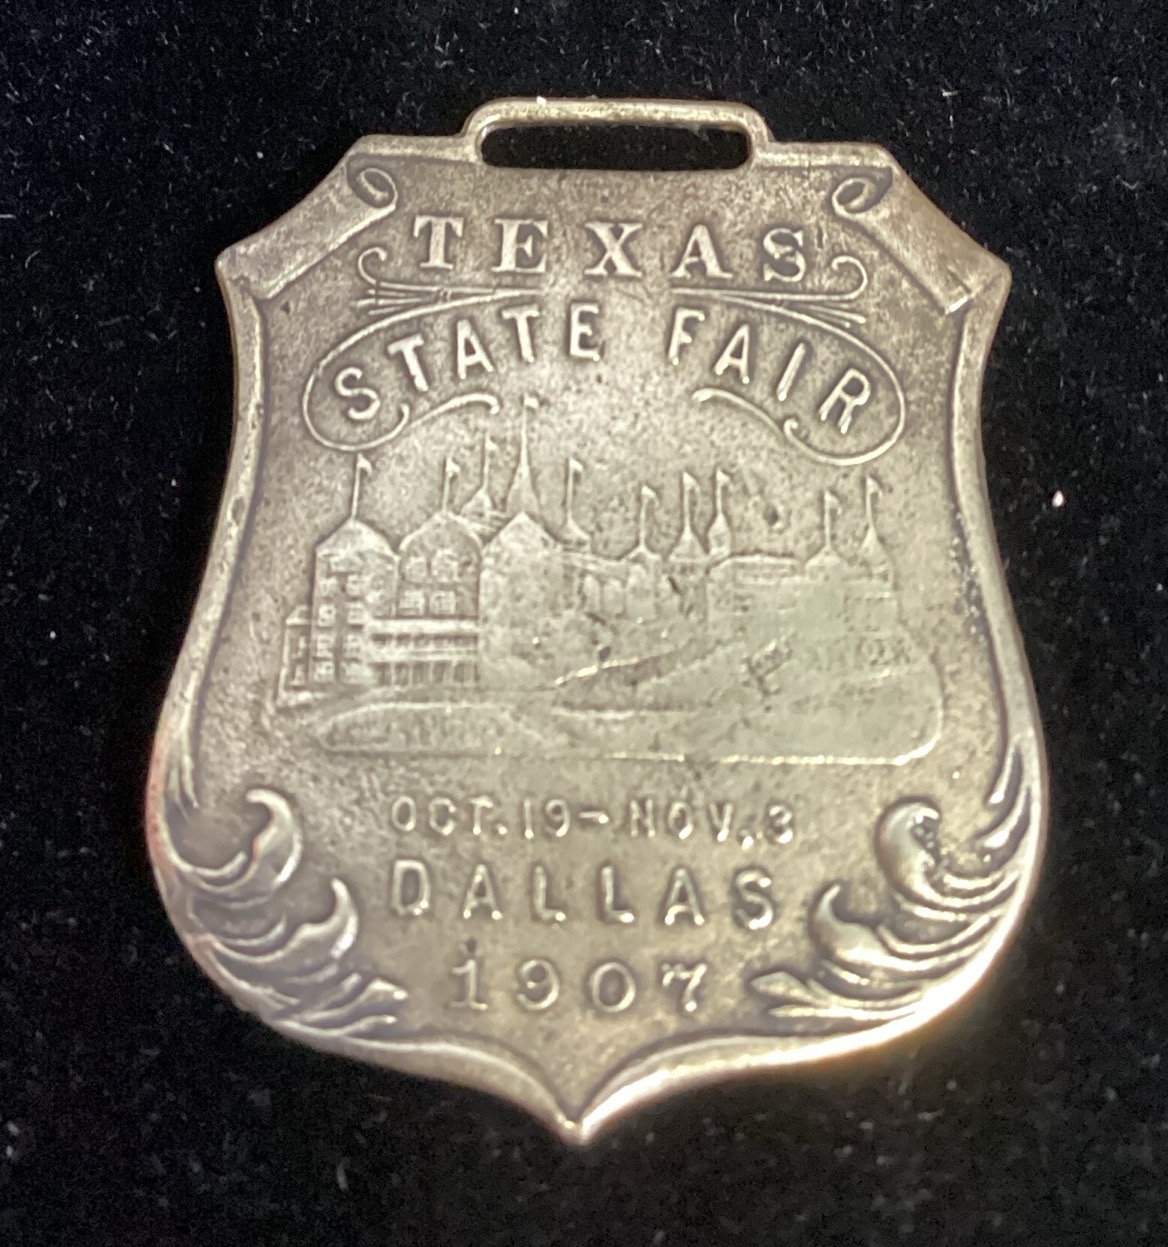 TEXAS
STATE FAIR
OCT. 19 - NOV. 3
DALLAS
1907